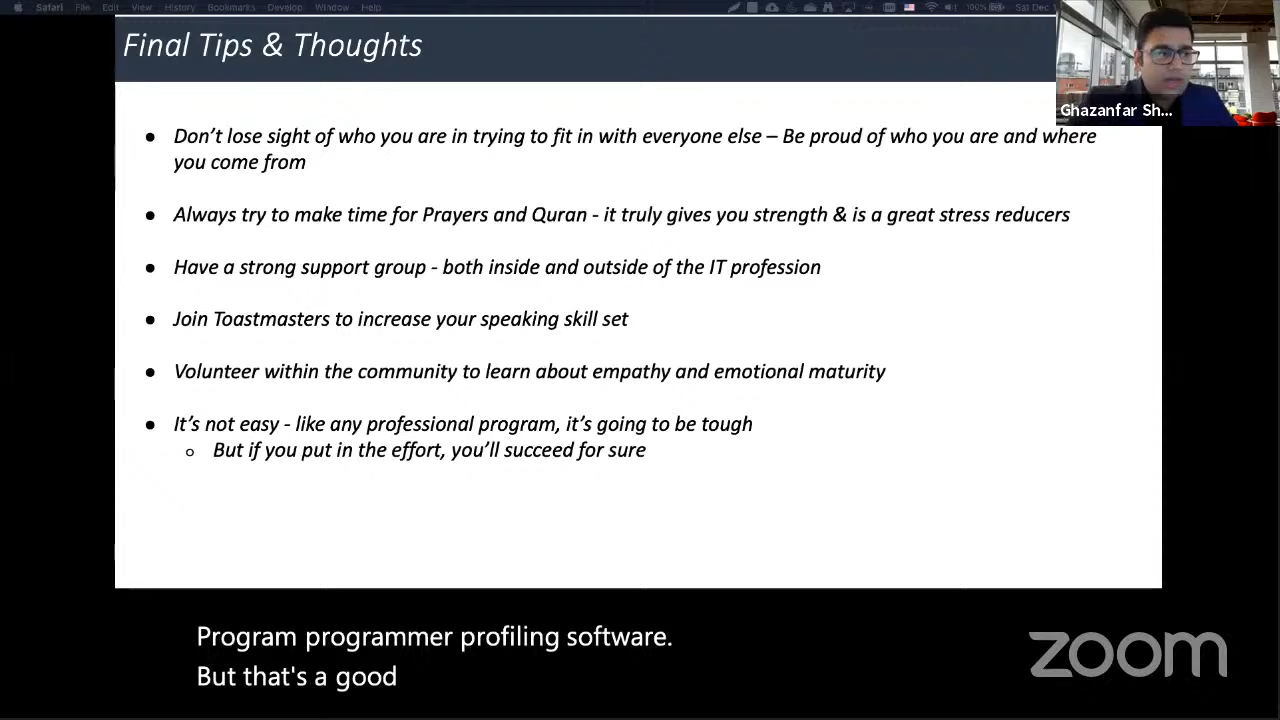 Safari File Edit View History Bookmarks Develop Window Help 100% Sat Dec 1
Final Tips & Thoughts
Ghazanfar Sh...
● Don’t lose sight of who you are in trying to fit in with everyone else – Be proud of who you are and where
you come from
● Always try to make time for Prayers and Quran - it truly gives you strength & is a great stress reducers
● Have a strong support group - both inside and outside of the IT profession
● Join Toastmasters to increase your speaking skill set
● Volunteer within the community to learn about empathy and emotional maturity
● It’s not easy - like any professional program, it’s going to be tough
○ But if you put in the effort, you’ll succeed for sure
Program programmer profiling software.
But that's a good
zoom